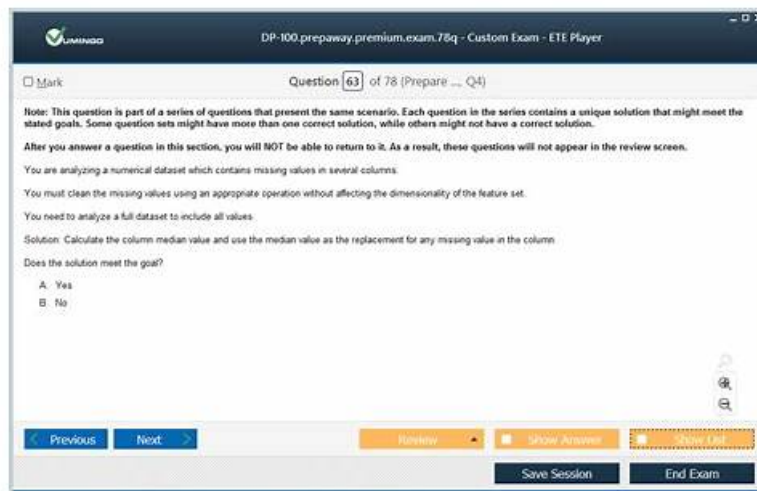 VUMINGO
DP-100.prepaway.premium.exam.78q - Custom Exam - ETE Player
Mark
Question 63 of 78 (Prepare ..., Q4)
Note: This question is part of a series of questions that present the same scenario. Each question in the series contains a unique solution that might meet the
stated goals. Some question sets might have more than one correct solution, while others might not have a correct solution.
After you answer a question in this section, you will NOT be able to return to it. As a result, these questions will not appear in the review screen.
You are analyzing a numerical dataset which contains missing values in several columns.
You must clean the missing values using an appropriate operation without affecting the dimensionality of the feature set.
You need to analyze a full dataset to include all values.
Solution: Calculate the column median value and use the median value as the replacement for any missing value in the column.
Does the solution meet the goal?
A. Yes
B. No
Previous
Next
Review
Show Answer
Show List
Save Session
End Exam